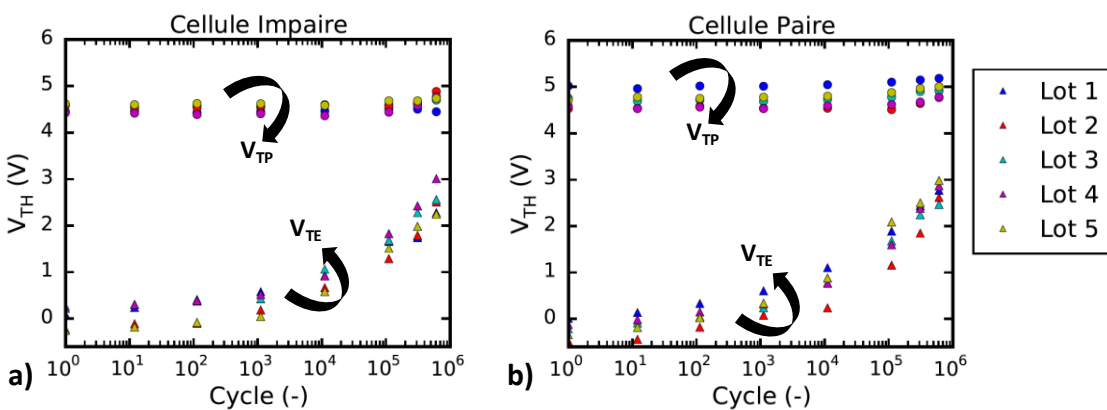 Cellule Impaire
6
5
4
3
2
1
0
V_TH (V)
V_TP
V_TE
10^0 10^1 10^2 10^3 10^4 10^5 10^6
Cycle (-)
a)
Cellule Paire
6
5
4
3
2
1
0
V_TH (V)
V_TP
V_TE
10^0 10^1 10^2 10^3 10^4 10^5 10^6
Cycle (-)
b)
Lot 1
Lot 2
Lot 3
Lot 4
Lot 5